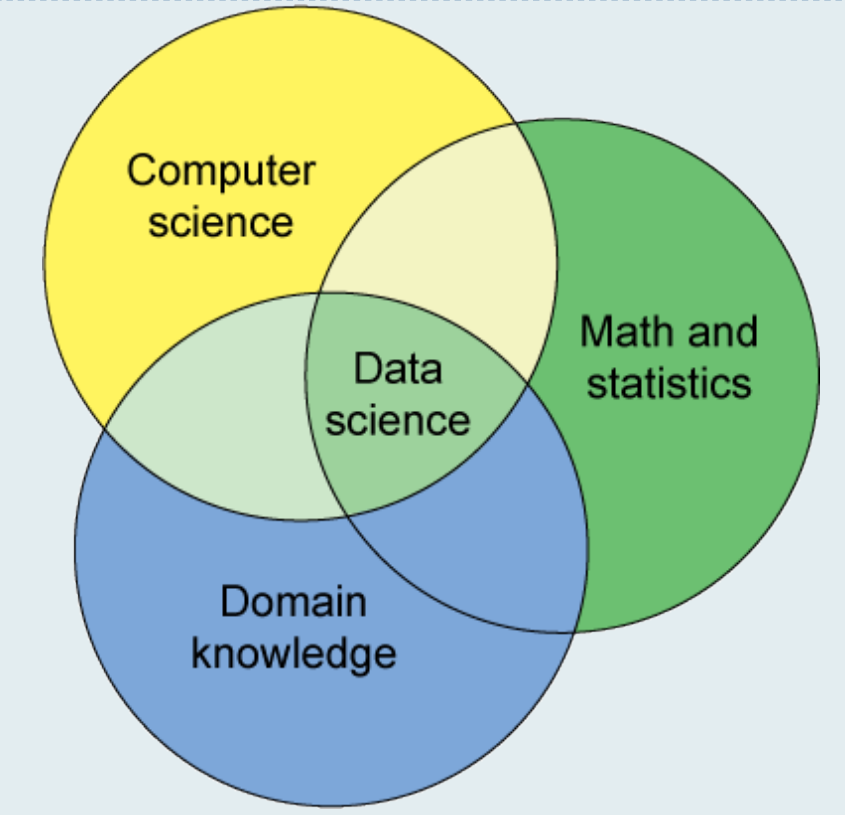 Computer
science
Math and
statistics
Data
science
Domain
knowledge